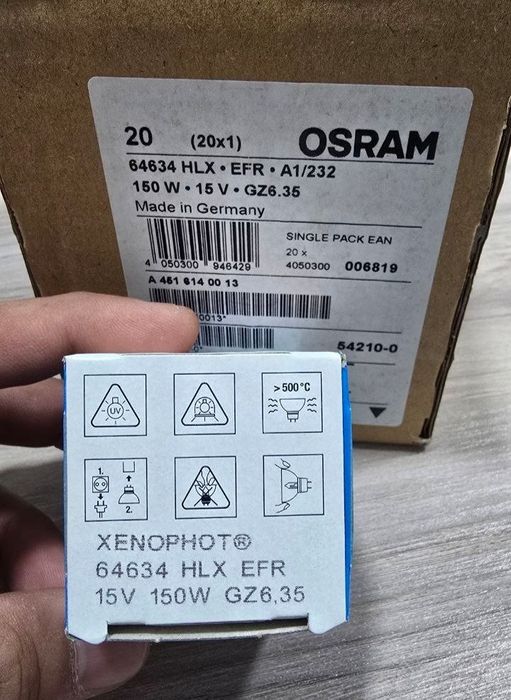 20 (20x1) OSRAM
64634 HLX • EFR • A1/232
150 W • 15 V • GZ6.35
Made in Germany
SINGLE PACK EAN
20 x
4 050300 946429
4050300 006819
A 451 614 00 13
0013*
54210-0
UV
> 500 °C
1.
2.
XENOPHOT®
64634 HLX EFR
15V 150W GZ6,35